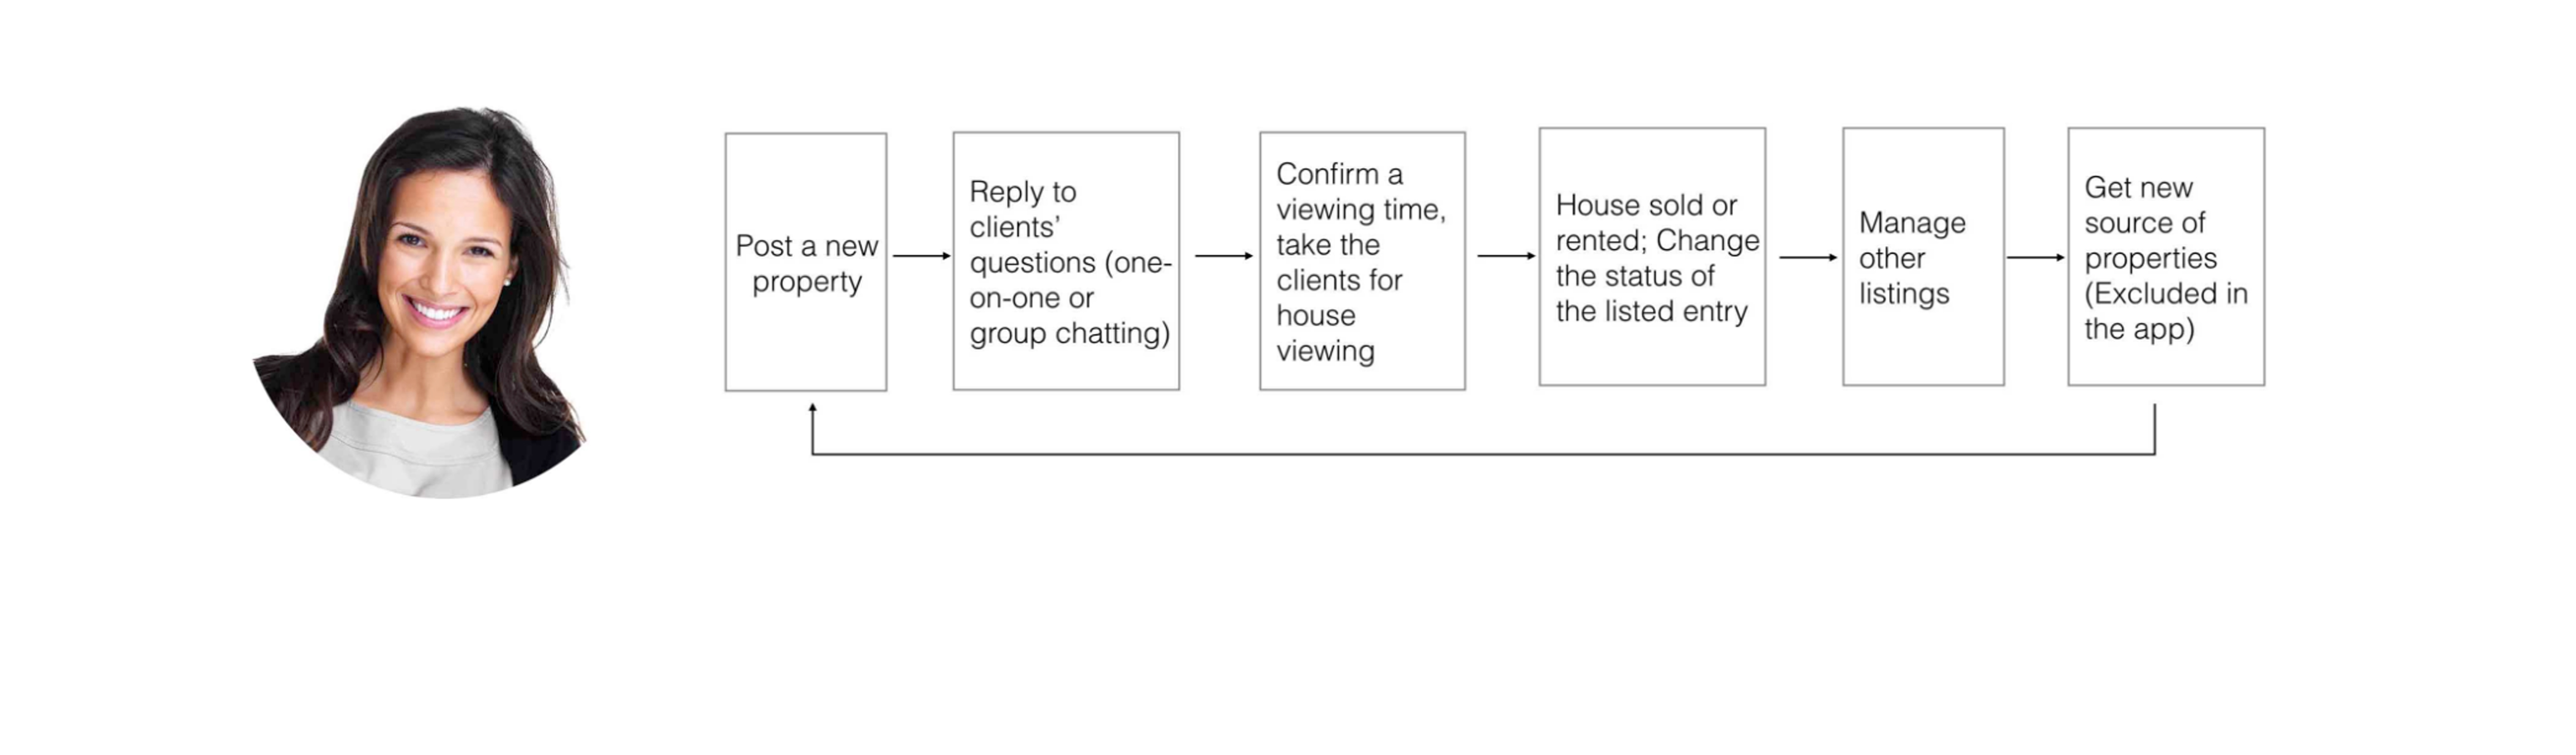 Post a new
property
Reply to
clients’
questions (one-
on-one or
group chatting)
Confirm a
viewing time,
take the
clients for
house
viewing
House sold or
rented; Change
the status of
the listed entry
Manage
other
listings
Get new
source of
properties
(Excluded in
the app)